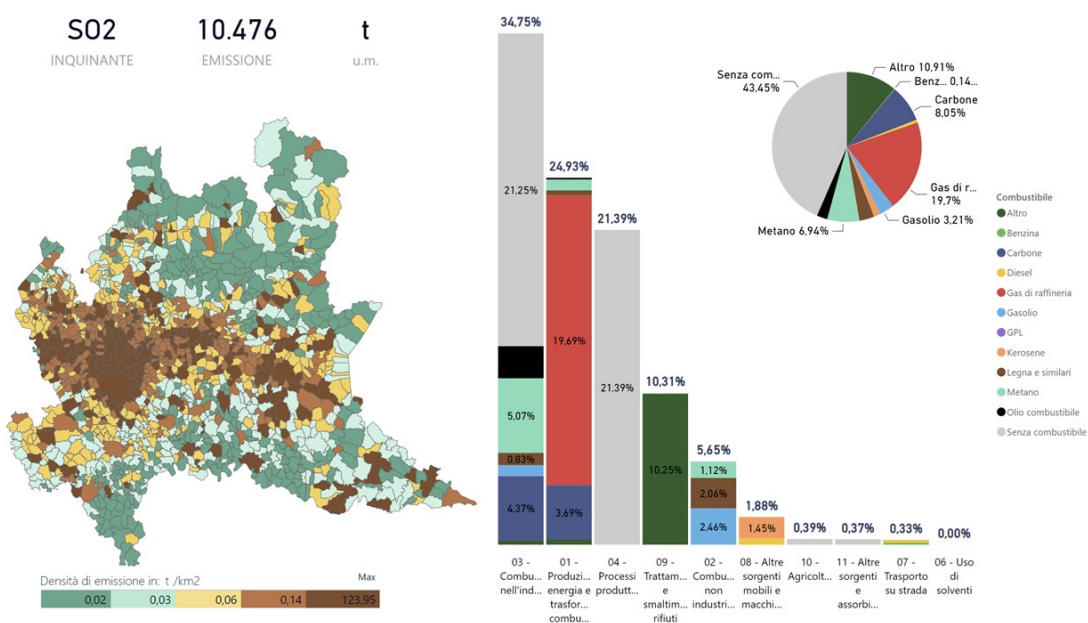 SO2
10.476
t
INQUINANTE
EMISSIONE
u.m.
Densità di emissione in: t /km2
Max
0,02
0,03
0,06
0,14
123,95
34,75%
21,25%
5,07%
0,83%
4,37%
24,93%
19,69%
3,69%
21,39%
21,39%
10,31%
10,25%
5,65%
1,12%
2,06%
2,46%
1,88%
1,45%
0,39%
0,37%
0,33%
0,00%
03 -
Combu...
nell'ind...
01 -
Produzi...
energia e
trasfor...
combu...
04 -
Processi
produtt...
09 -
Trattam...
e
smaltim...
rifiuti
02 -
Combu...
non
industri...
08 - Altre
sorgenti
mobili e
macchi...
10 -
Agricolt...
11 - Altre
sorgenti
e
assorbi...
07 -
Trasporto
su strada
06 - Uso
di
solventi
Senza com...
43,45%
Altro 10,91%
Benz... 0,14...
Carbone
8,05%
Gas di r...
19,7%
Gasolio 3,21%
Metano 6,94%
Combustibile
Altro
Benzina
Carbone
Diesel
Gas di raffineria
Gasolio
GPL
Kerosene
Legna e similari
Metano
Olio combustibile
Senza combustibile